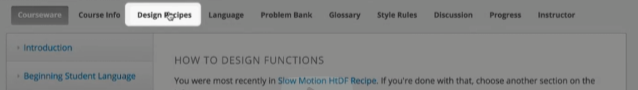 Courseware Course Info Design Recipes Language Problem Bank Glossary Style Rules Discussion Progress Instructor
Introduction
HOW TO DESIGN FUNCTIONS
Beginning Student Language
You were most recently in Slow Motion HtDF Recipe. If you're done with that, choose another section on the